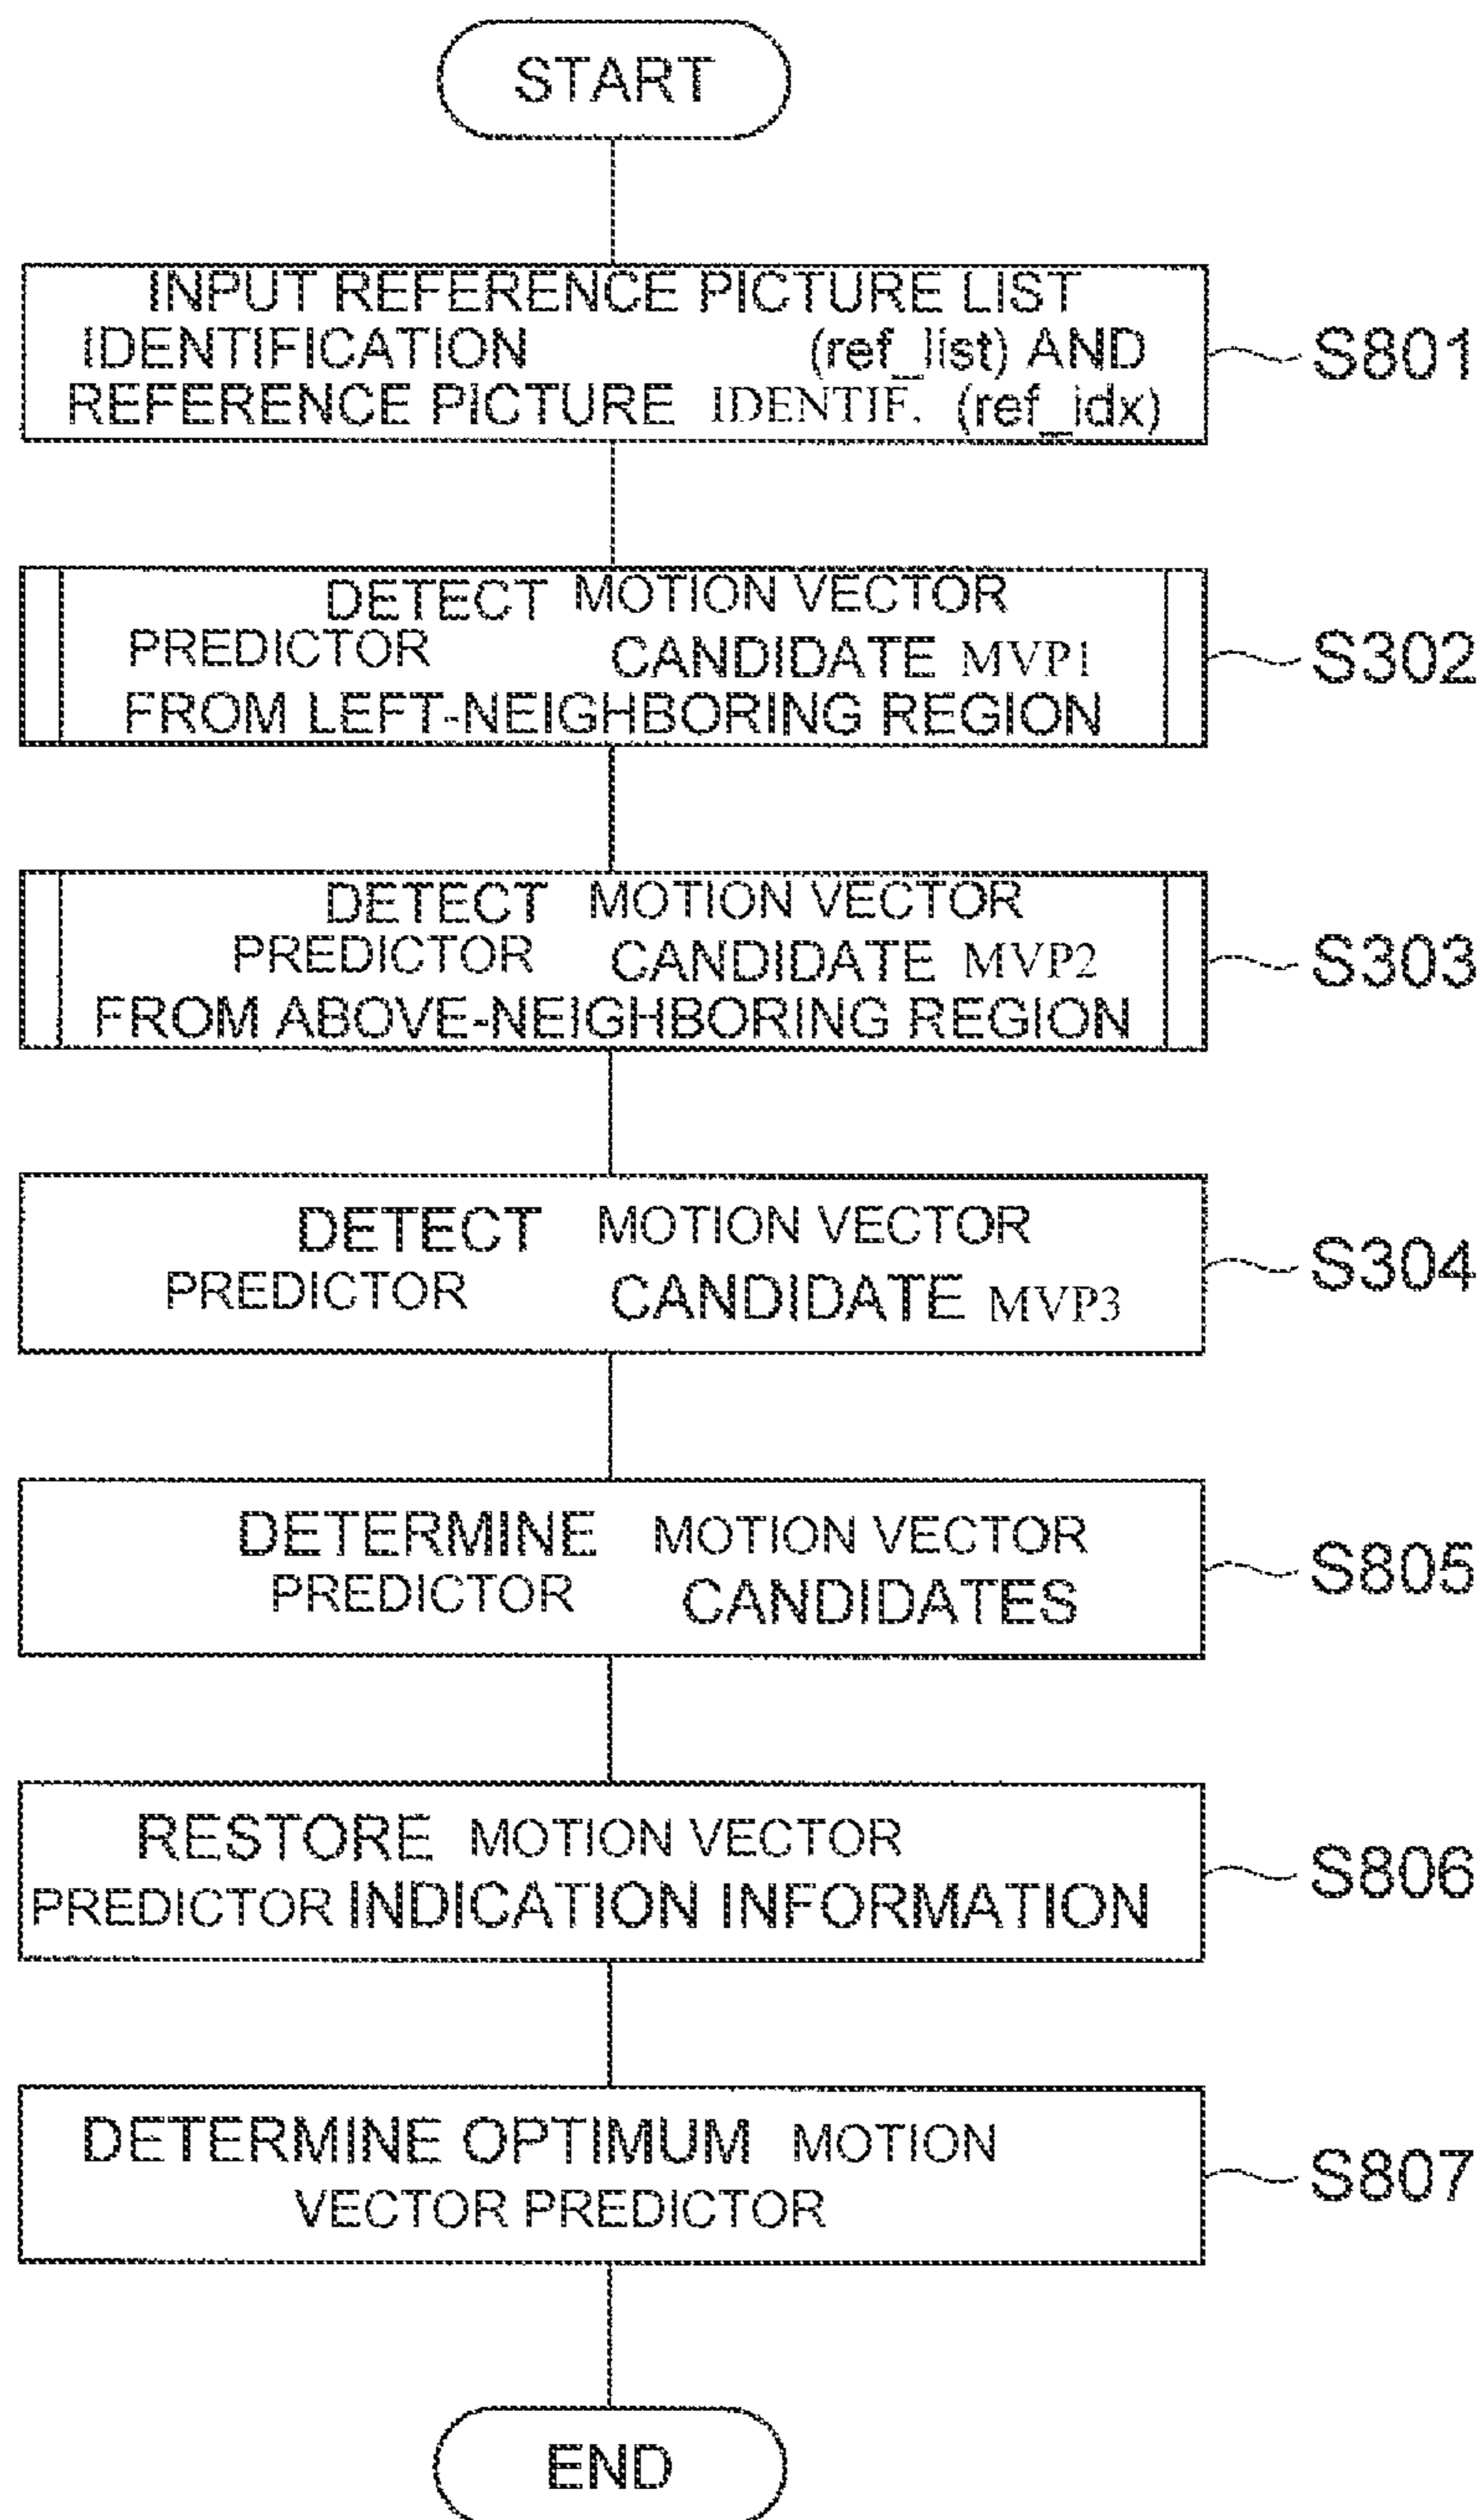 START
INPUT REFERENCE PICTURE LIST
IDENTIFICATION (ref_list) AND
REFERENCE PICTURE IDENTIF. (ref_idx)
S801
DETECT MOTION VECTOR
PREDICTOR CANDIDATE MVP1
FROM LEFT-NEIGHBORING REGION
S302
DETECT MOTION VECTOR
PREDICTOR CANDIDATE MVP2
FROM ABOVE-NEIGHBORING REGION
S303
DETECT MOTION VECTOR
PREDICTOR CANDIDATE MVP3
S304
DETERMINE MOTION VECTOR
PREDICTOR CANDIDATES
S805
RESTORE MOTION VECTOR
PREDICTOR INDICATION INFORMATION
S806
DETERMINE OPTIMUM MOTION
VECTOR PREDICTOR
S807
END